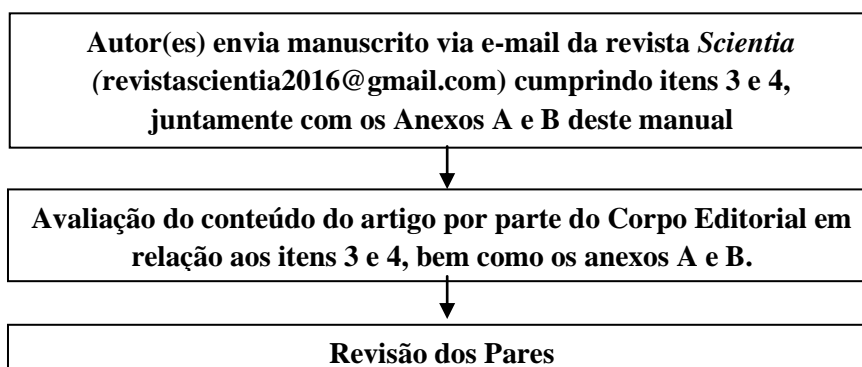 Autor(es) envia manuscrito via e-mail da revista Scientia
(revistascientia2016@gmail.com) cumprindo itens 3 e 4,
juntamente com os Anexos A e B deste manual
Avaliação do conteúdo do artigo por parte do Corpo Editorial em
relação aos itens 3 e 4, bem como os anexos A e B.
Revisão dos Pares